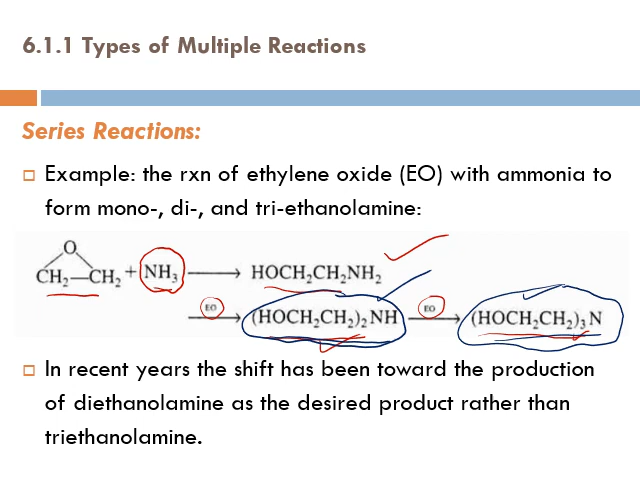 6.1.1 Types of Multiple Reactions
Series Reactions:
Example: the rxn of ethylene oxide (EO) with ammonia to
form mono-, di-, and tri-ethanolamine:
O
CH₂—CH₂ + NH₃ ⟶ HOCH₂CH₂NH₂
EO ⟶ (HOCH₂CH₂)₂NH EO ⟶ (HOCH₂CH₂)₃N
In recent years the shift has been toward the production
of diethanolamine as the desired product rather than
triethanolamine.